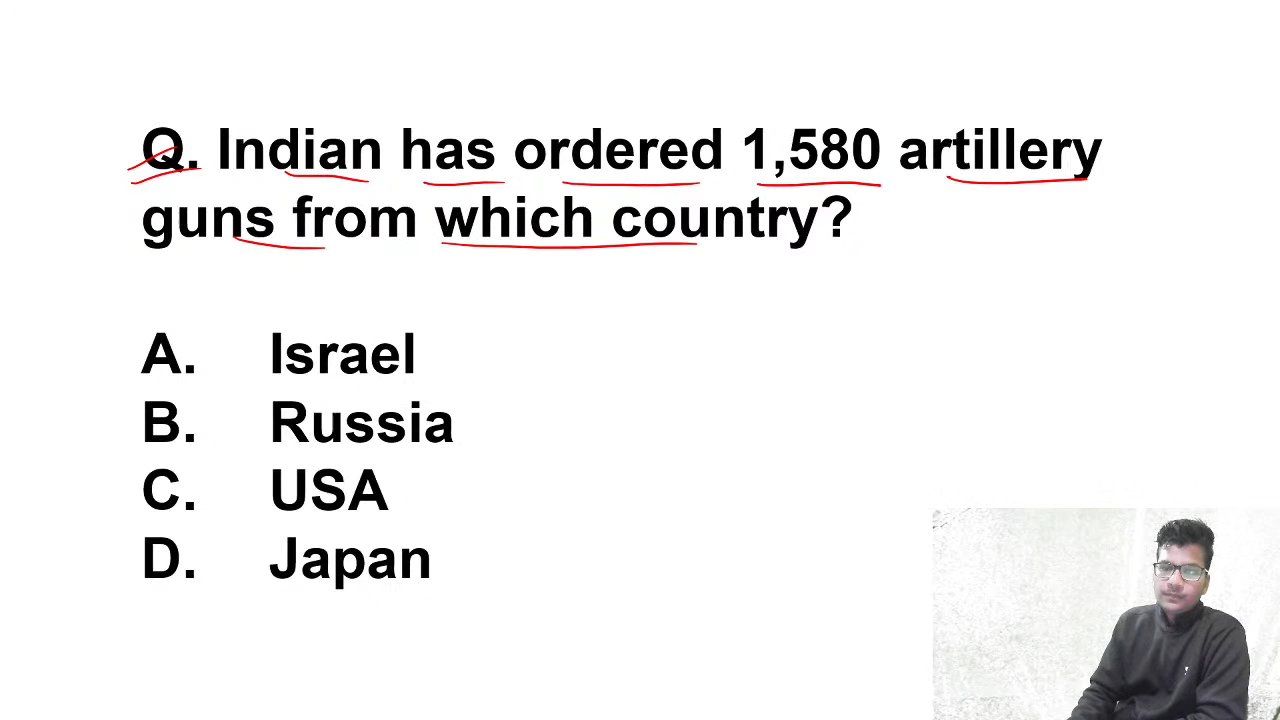 Q. Indian has ordered 1,580 artillery
guns from which country?
A. Israel
B. Russia
C. USA
D. Japan